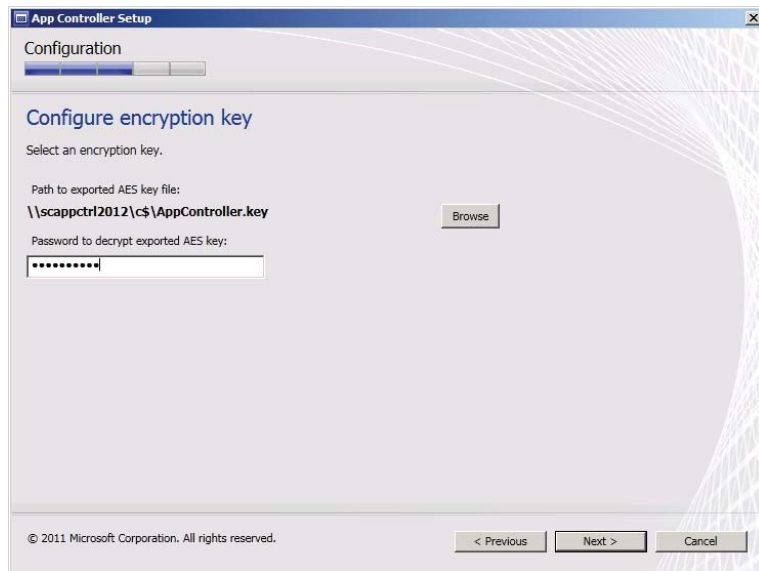 App Controller Setup
Configuration
Configure encryption key
Select an encryption key.
Path to exported AES key file:
\\scappctrl2012\c$\AppController.key
Browse
Password to decrypt exported AES key:
••••••••••
© 2011 Microsoft Corporation. All rights reserved.
< Previous
Next >
Cancel